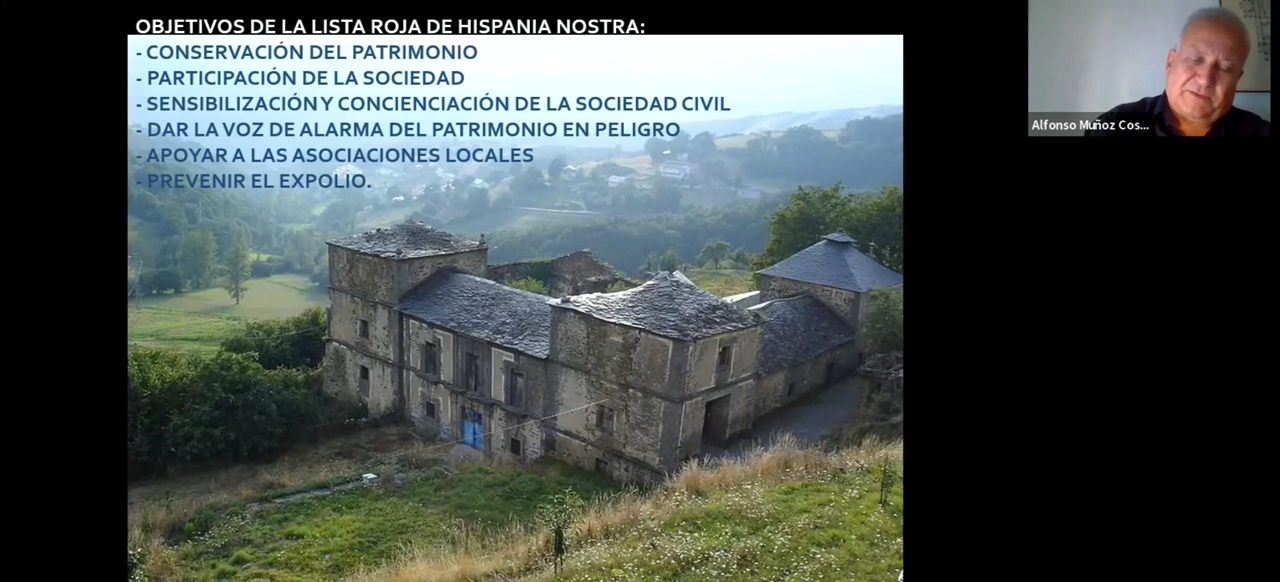 OBJETIVOS DE LA LISTA ROJA DE HISPANIA NOSTRA:
- CONSERVACIÓN DEL PATRIMONIO
- PARTICIPACIÓN DE LA SOCIEDAD
- SENSIBILIZACIÓN Y CONCIENCIACIÓN DE LA SOCIEDAD CIVIL
- DAR LA VOZ DE ALARMA DEL PATRIMONIO EN PELIGRO
- APOYAR A LAS ASOCIACIONES LOCALES
- PREVENIR EL EXPOLIO.
Alfonso Muñoz Cos...